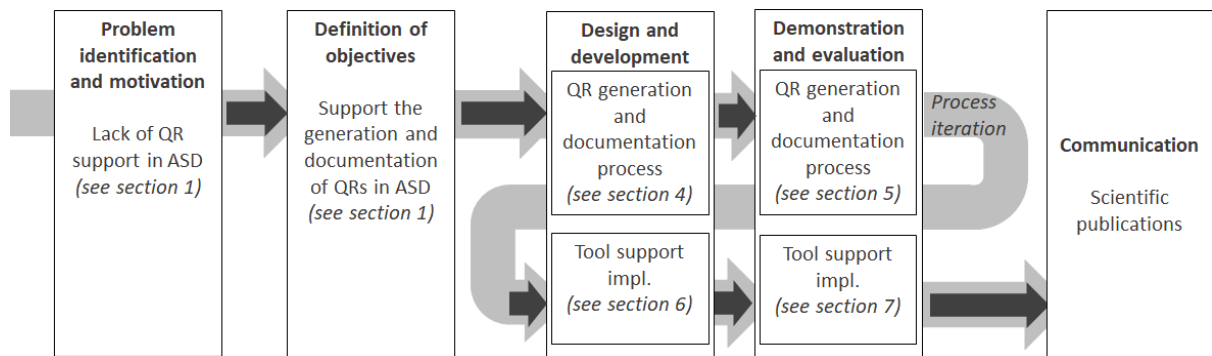 Problem
identification
and motivation
Lack of QR
support in ASD
(see section 1)
Definition of
objectives
Support the
generation and
documentation
of QRs in ASD
(see section 1)
Design and
development
QR generation
and
documentation
process
(see section 4)
Tool support
impl.
(see section 6)
Demonstration
and evaluation
QR generation
and
documentation
process
(see section 5)
Tool support
impl.
(see section 7)
Process
iteration
Communication
Scientific
publications